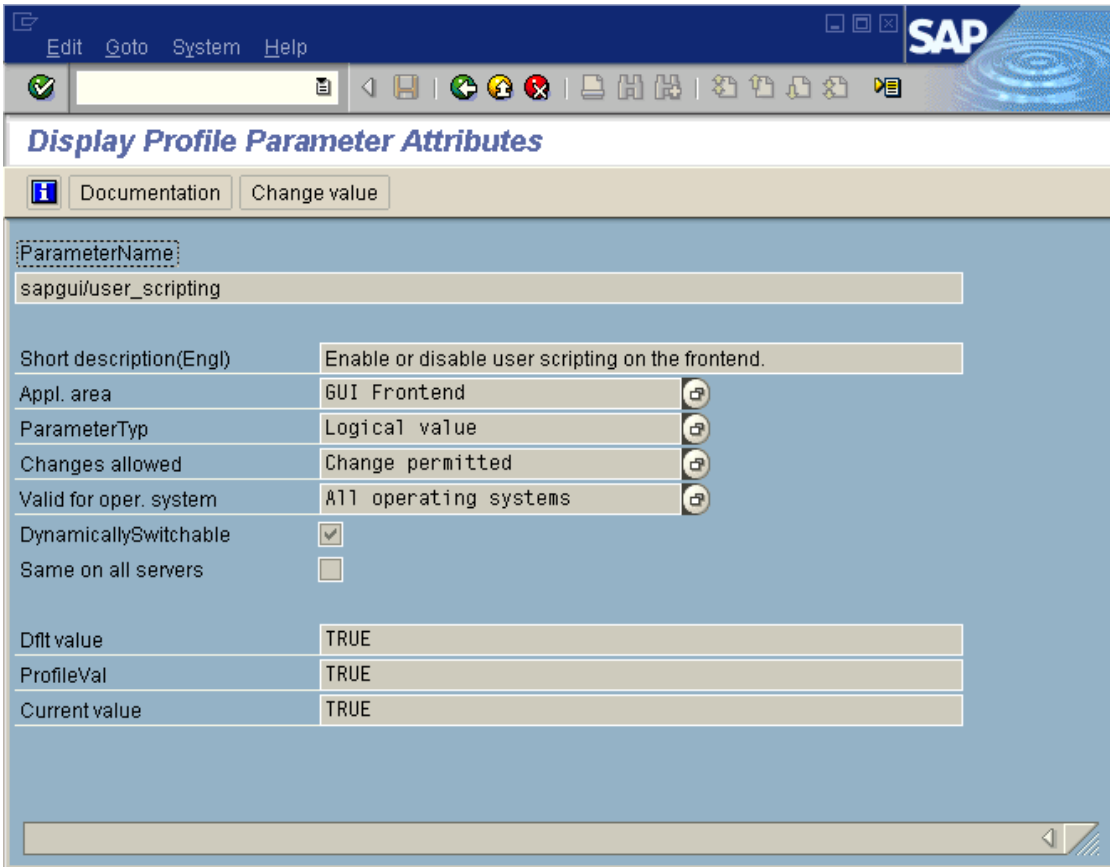 Edit Goto System Help
SAP
Display Profile Parameter Attributes
Documentation Change value
ParameterName
sapgui/user_scripting
Short description(Engl) Enable or disable user scripting on the frontend.
Appl. area GUI Frontend
ParameterTyp Logical value
Changes allowed Change permitted
Valid for oper. system All operating systems
DynamicallySwitchable
Same on all servers
Dflt value TRUE
ProfileVal TRUE
Current value TRUE